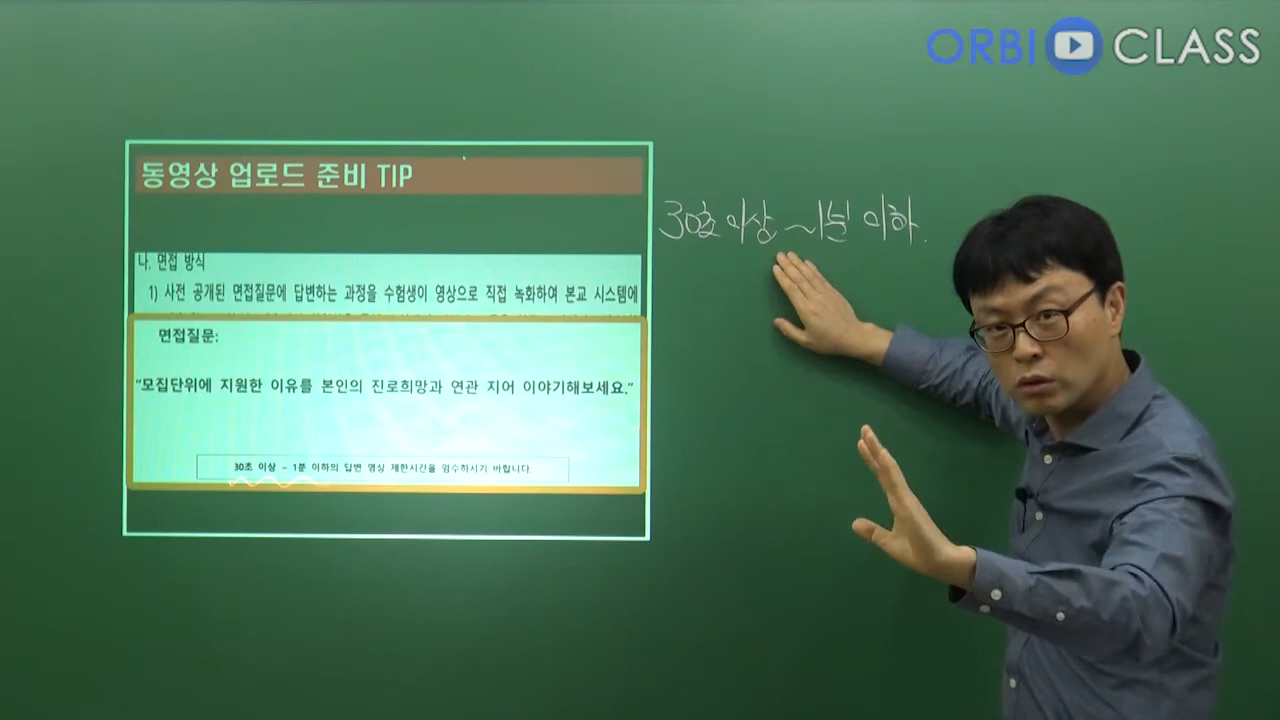 ORBI CLASS
동영상 업로드 준비 TIP
30초 이상 ~ 1분 이하.
나. 면접 방식
1) 사전 공개된 면접질문에 답변하는 과정을 수험생이 영상으로 직접 녹화하여 본교 시스템에
면접질문:
"모집단위에 지원한 이유를 본인의 진로희망과 연관 지어 이야기해보세요."
30초 이상 ~ 1분 이하의 답변 영상 제한시간을 엄수하시기 바랍니다.